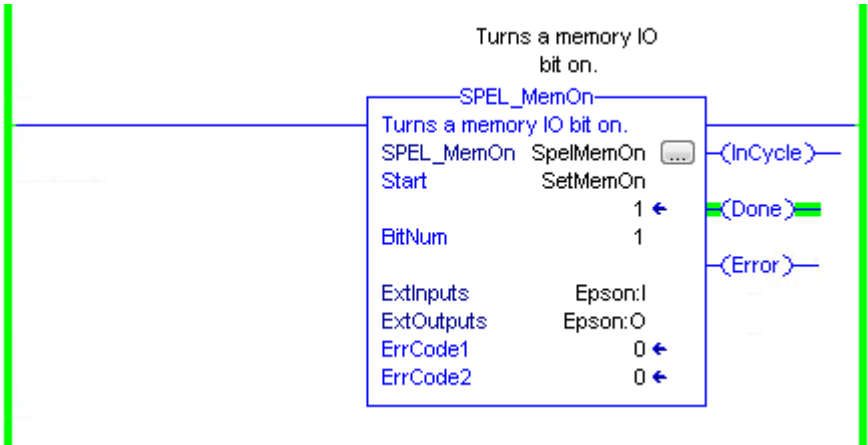 Turns a memory IO
bit on.
SPEL_MemOn
Turns a memory IO bit on.
SPEL_MemOn SpelMemOn ... (InCycle)
Start SetMemOn
1 (Done)
BitNum 1
(Error)
ExtInputs Epson:I
ExtOutputs Epson:O
ErrCode1 0
ErrCode2 0